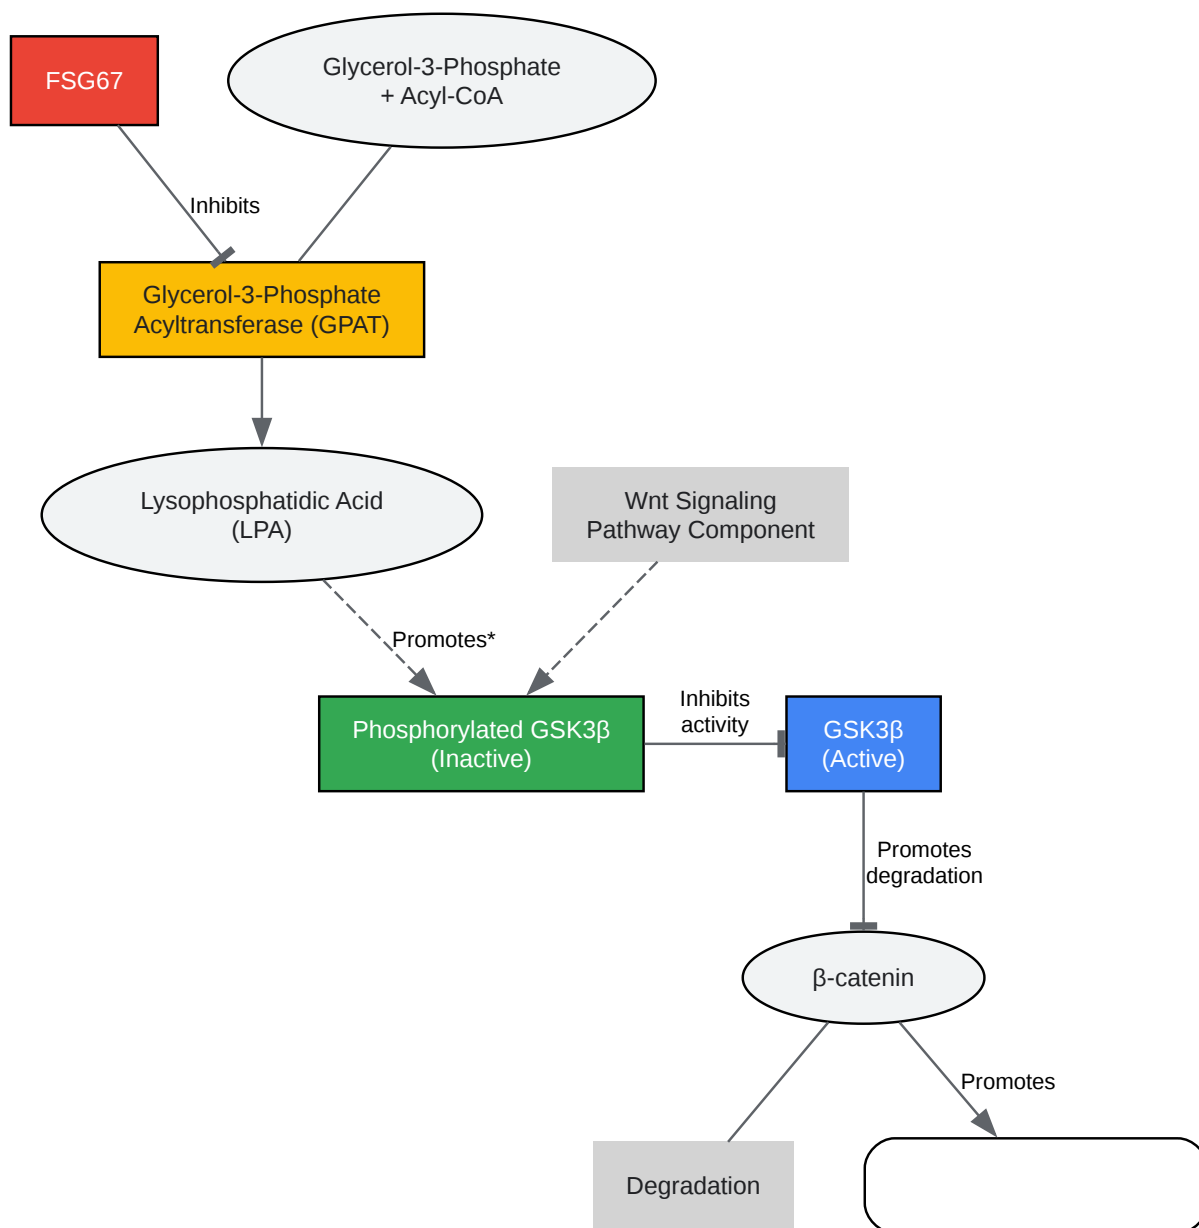 FSG67
Glycerol-3-Phosphate
+ Acyl-CoA
Inhibits
Glycerol-3-Phosphate
Acyltransferase (GPAT)
Lysophosphatidic Acid
(LPA)
Wnt Signaling
Pathway Component
Promotes*
Phosphorylated GSK3β
(Inactive)
Inhibits
activity
GSK3β
(Active)
Promotes
degradation
β-catenin
Promotes
Degradation